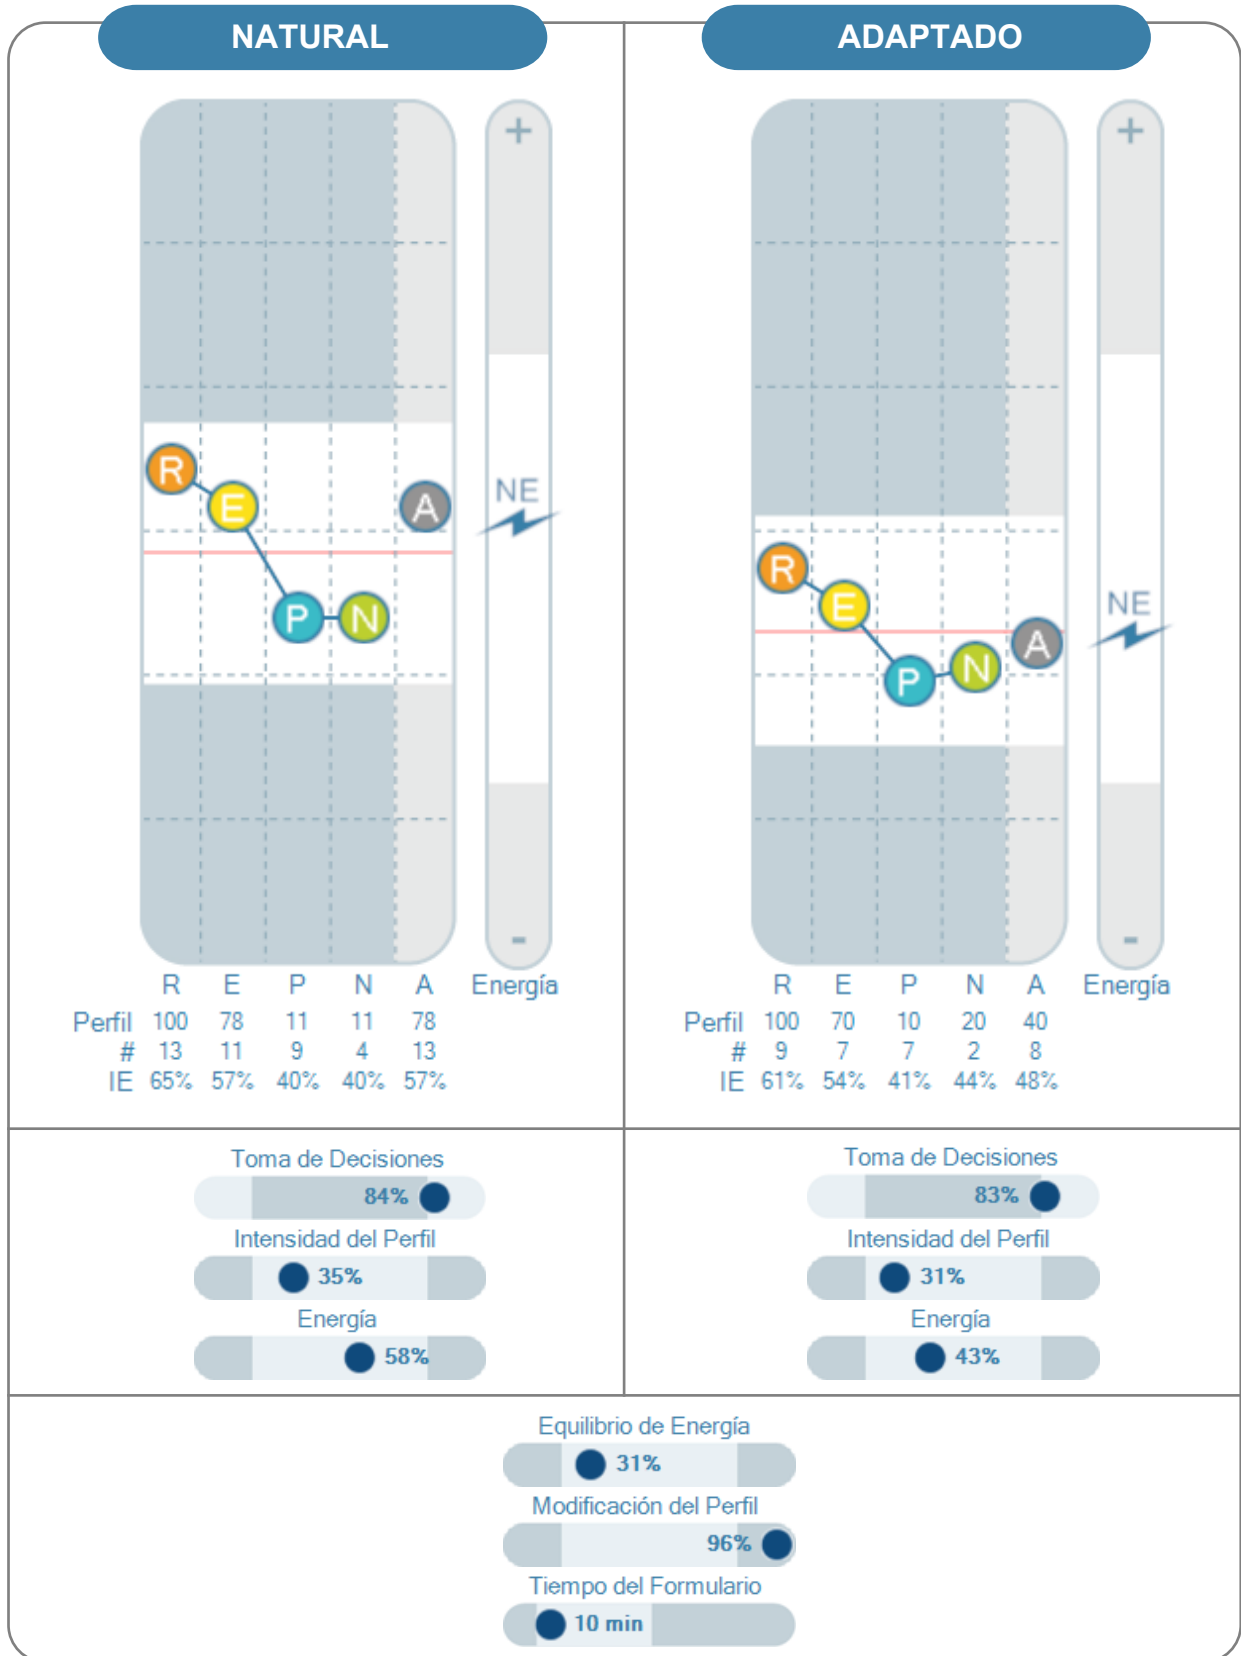 NATURAL
ADAPTADO
+
+
R
E
A
P
N
NE
R
E
P
N
A
NE
-
-
R E P N A Energía
Perfil 100 78 11 11 78
# 13 11 9 4 13
IE 65% 57% 40% 40% 57%
R E P N A Energía
Perfil 100 70 10 20 40
# 9 7 7 2 8
IE 61% 54% 41% 44% 48%
Toma de Decisiones
84%
Intensidad del Perfil
35%
Energía
58%
Toma de Decisiones
83%
Intensidad del Perfil
31%
Energía
43%
Equilibrio de Energía
31%
Modificación del Perfil
96%
Tiempo del Formulario
10 min